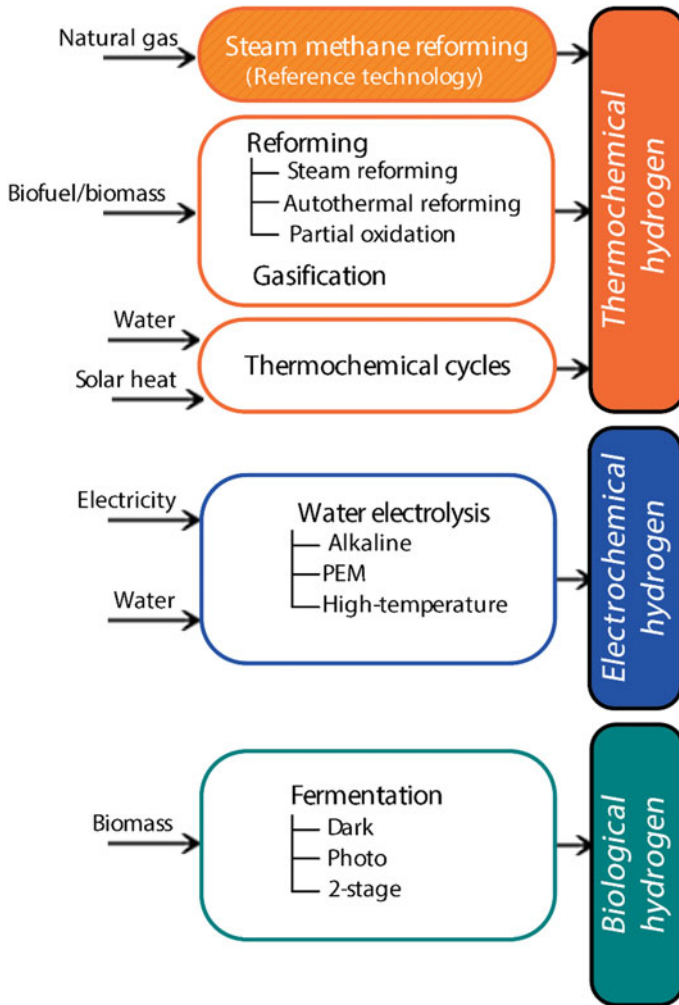 Natural gas
Steam methane reforming
(Reference technology)
Biofuel/biomass
Reforming
Steam reforming
Autothermal reforming
Partial oxidation
Gasification
Water
Solar heat
Thermochemical cycles
Thermochemical
hydrogen
Electricity
Water
Water electrolysis
Alkaline
PEM
High-temperature
Electrochemical
hydrogen
Biomass
Fermentation
Dark
Photo
2-stage
Biological
hydrogen